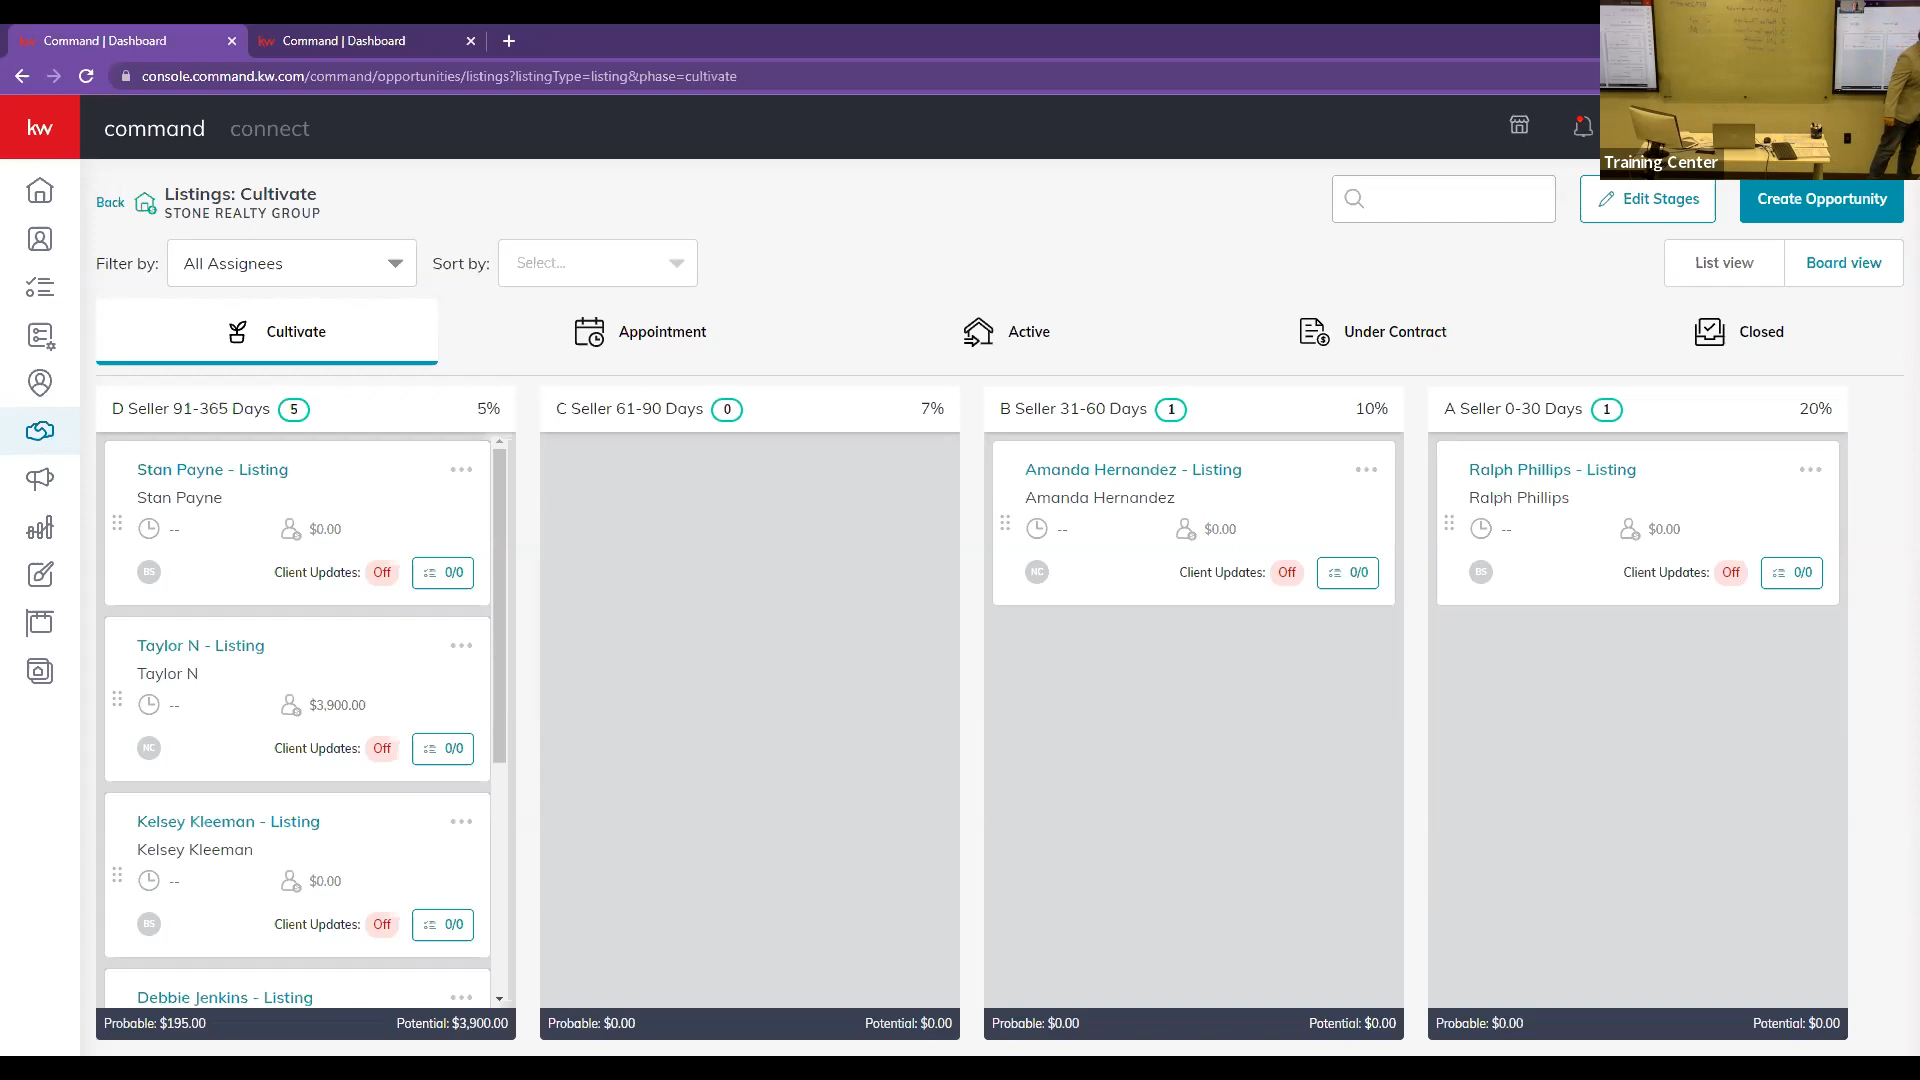 Command | Dashboard
Command | Dashboard
console.command.kw.com/command/opportunities/listings?listingType=listing&phase=cultivate
kw
command connect
Training Center
Back
Listings: Cultivate
STONE REALTY GROUP
Edit Stages
Create Opportunity
Filter by:
All Assignees
Sort by:
Select...
List view
Board view
Cultivate
Appointment
Active
Under Contract
Closed
D Seller 91-365 Days 5 5%
Stan Payne - Listing
Stan Payne
-- $0.00
BS Client Updates: Off 0/0
Taylor N - Listing
Taylor N
-- $3,900.00
NC Client Updates: Off 0/0
Kelsey Kleeman - Listing
Kelsey Kleeman
-- $0.00
BS Client Updates: Off 0/0
Debbie Jenkins - Listing
Probable: $195.00 Potential: $3,900.00
C Seller 61-90 Days 0 7%
Probable: $0.00 Potential: $0.00
B Seller 31-60 Days 1 10%
Amanda Hernandez - Listing
Amanda Hernandez
-- $0.00
NC Client Updates: Off 0/0
Probable: $0.00 Potential: $0.00
A Seller 0-30 Days 1 20%
Ralph Phillips - Listing
Ralph Phillips
-- $0.00
BS Client Updates: Off 0/0
Probable: $0.00 Potential: $0.00